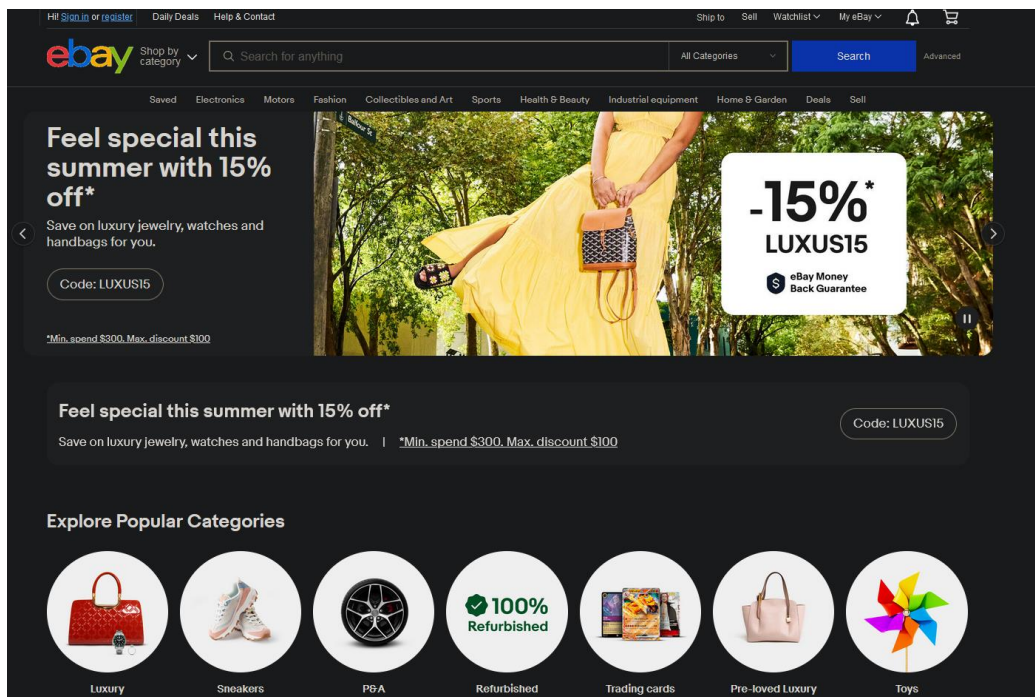 Hi! Sign in or register Daily Deals Help & Contact Ship to Sell Watchlist My eBay
ebay Shop by category Search for anything All Categories Search Advanced
Saved Electronics Motors Fashion Collectibles and Art Sports Health & Beauty Industrial equipment Home & Garden Deals Sell
Feel special this
summer with 15%
off*
Save on luxury jewelry, watches and
handbags for you.
Code: LUXUS15
*Min. spend $300. Max. discount $100
Balfour St
-15%*
LUXUS15
eBay Money
Back Guarantee
Feel special this summer with 15% off*
Save on luxury jewelry, watches and handbags for you. | *Min. spend $300. Max. discount $100
Code: LUXUS15
Explore Popular Categories
100%
Refurbished
Luxury Sneakers P&A Refurbished Trading cards Pre-loved Luxury Toys